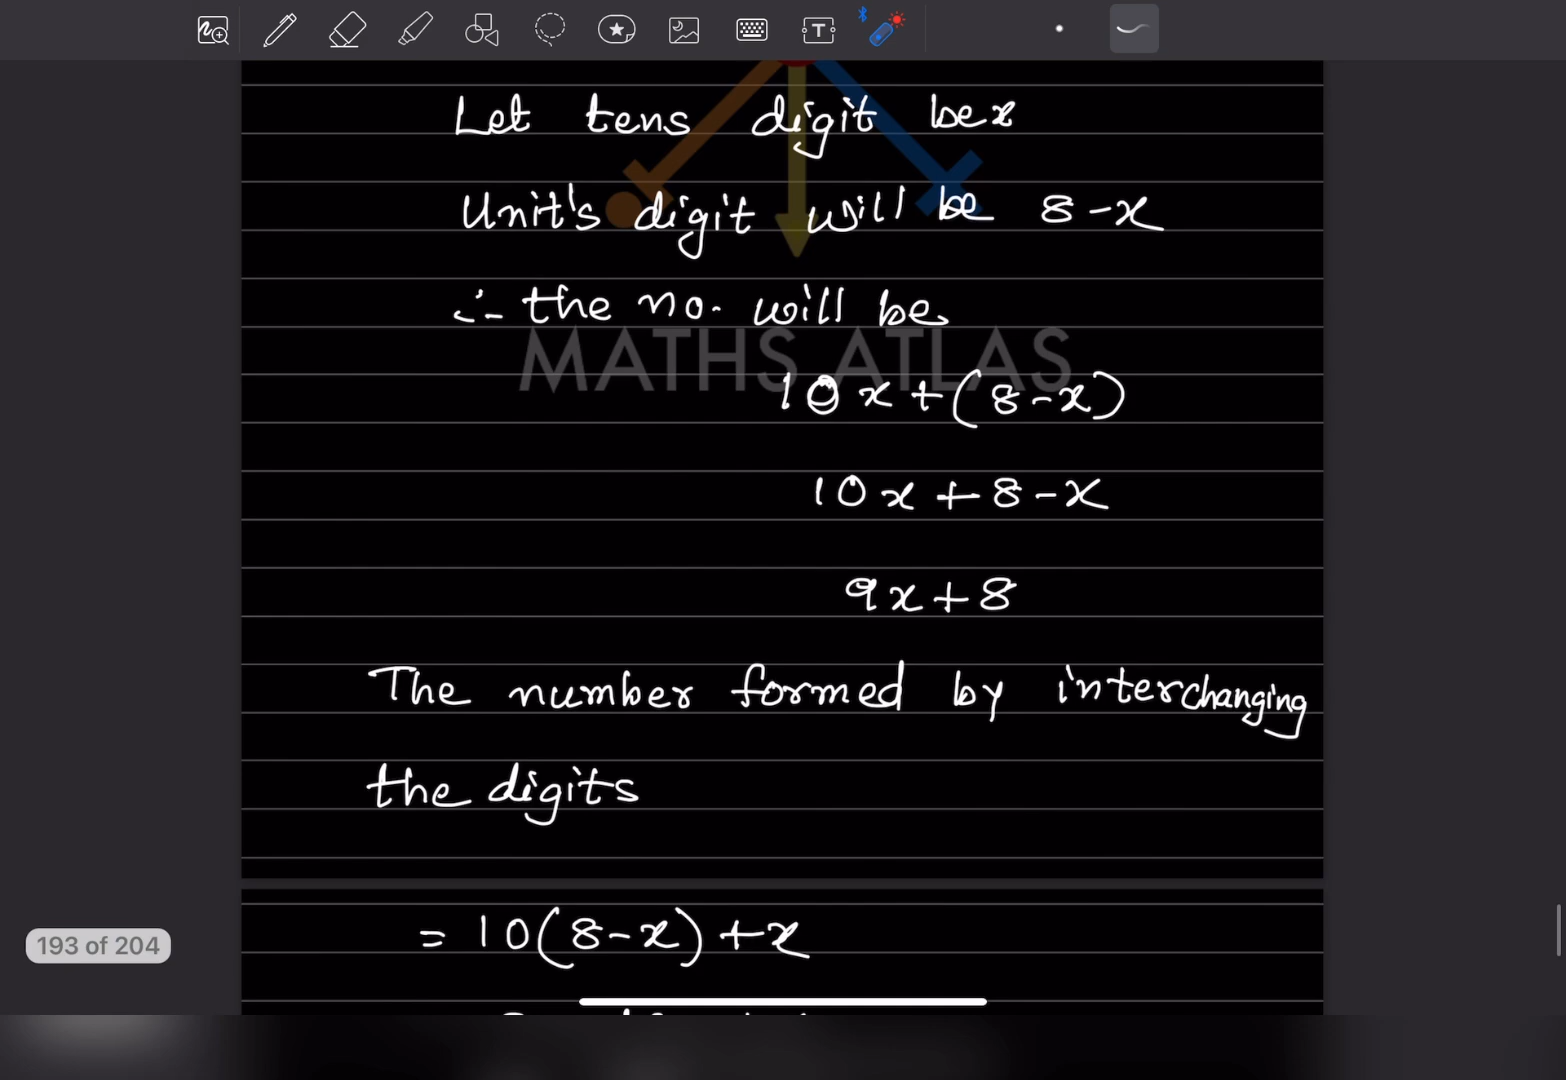 Let tens digit be x
Unit's digit will be 8-x
∴ the no. will be
MATHS ATLAS
10x+(8-x)
10x+8-x
9x+8
The number formed by interchanging
the digits
= 10(8-x)+x
193 of 204